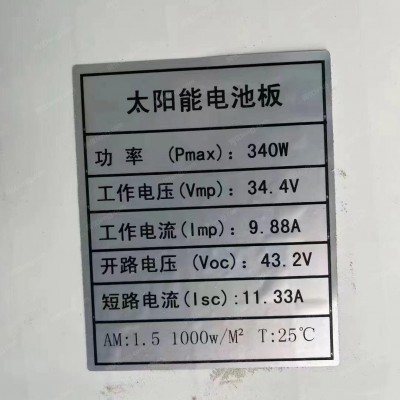 太阳能电池板
功 率 (Pmax): 340W
工作电压(Vmp): 34.4V
工作电流(Imp): 9.88A
开路电压 (Voc): 43.2V
短路电流(Isc):11.33A
AM:1.5 1000w/M² T:25℃